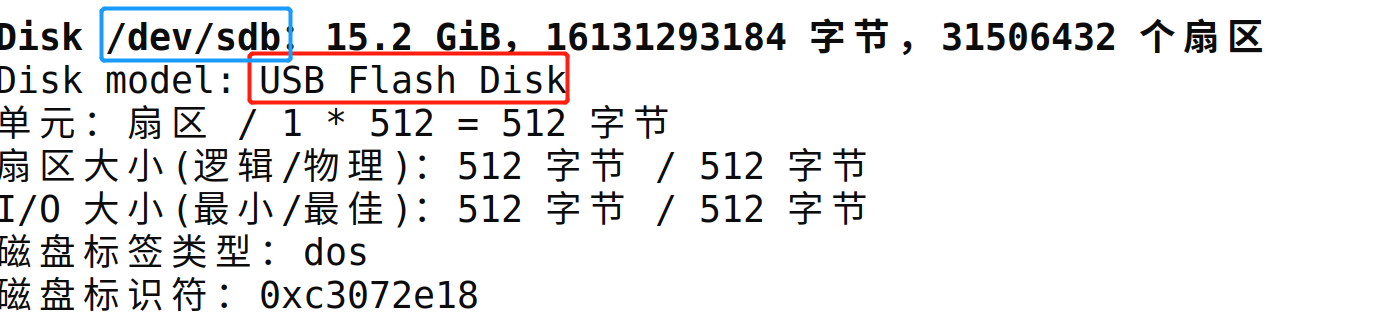 Disk /dev/sdb: 15.2 GiB, 16131293184 字节, 31506432 个扇区
Disk model: USB Flash Disk
单元: 扇区 / 1 * 512 = 512 字节
扇区大小(逻辑/物理): 512 字节 / 512 字节
I/O 大小(最小/最佳): 512 字节 / 512 字节
磁盘标签类型: dos
磁盘标识符: 0xc3072e18